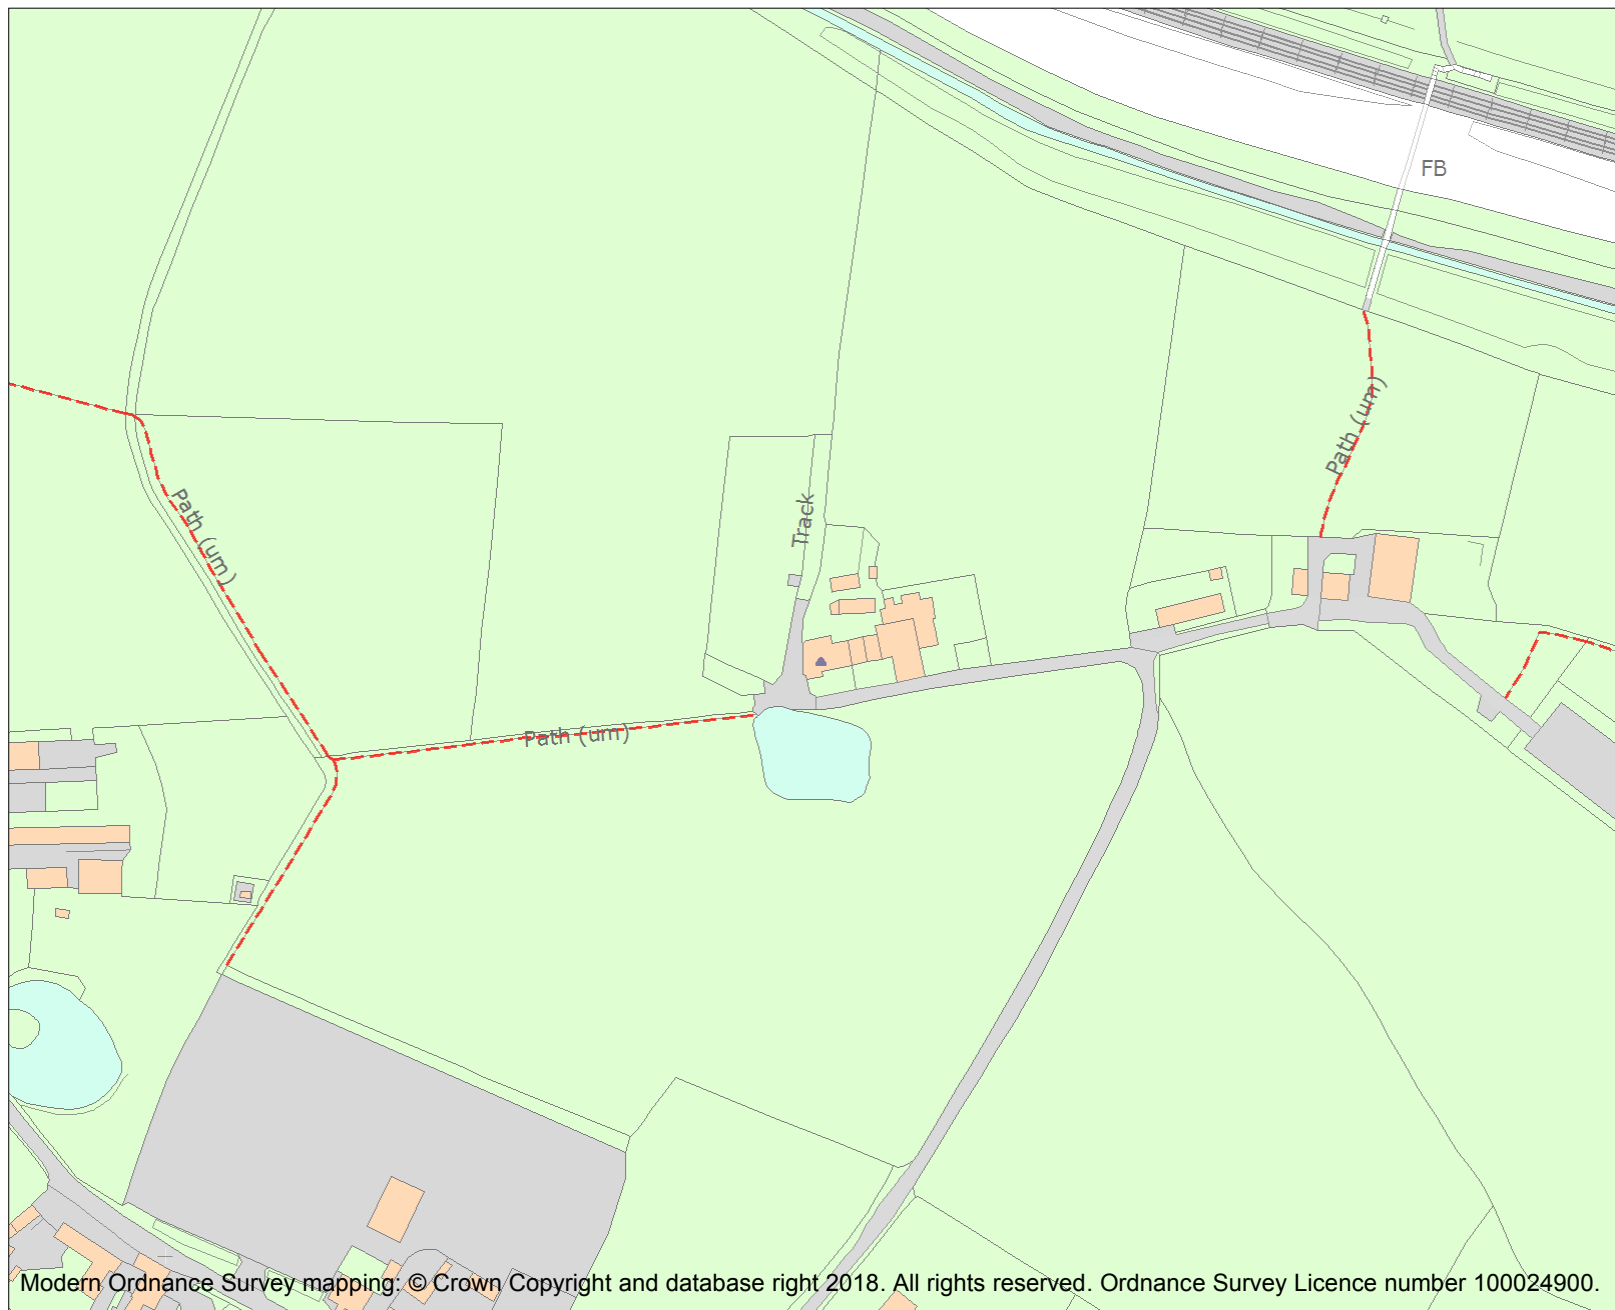 FB
Path (um)
Path (um)
Track
Path (um)
Modern Ordnance Survey mapping: © Crown Copyright and database right 2018. All rights reserved. Ordnance Survey Licence number 100024900.